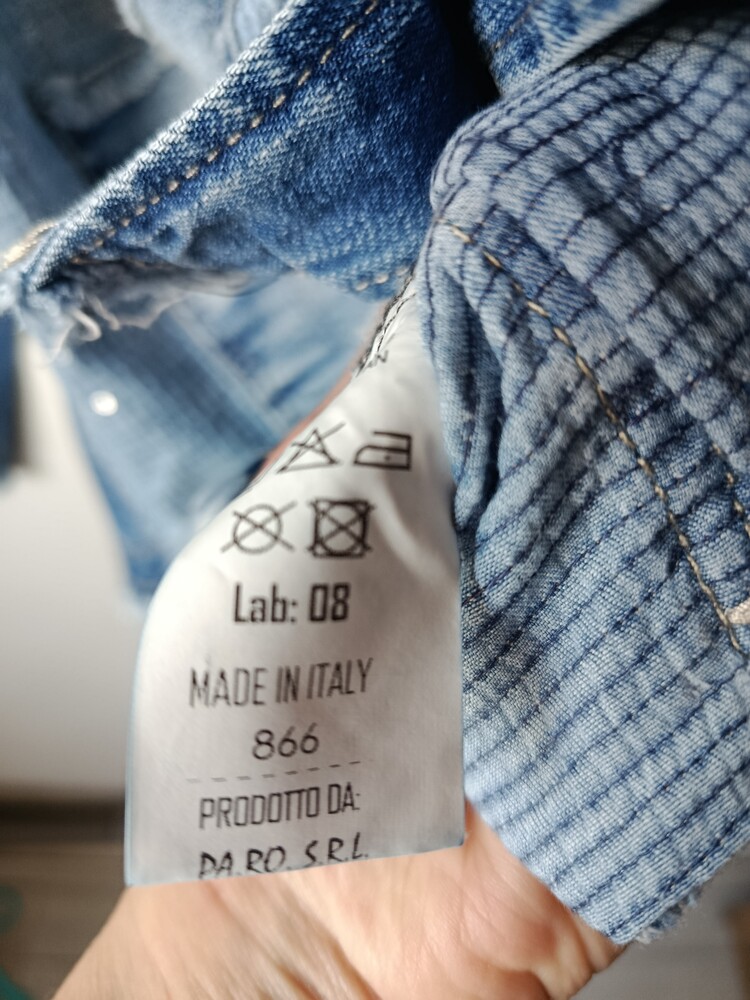 Lab: 08
MADE IN ITALY
866
PRODOTTO DA:
PA.RO. S.R.L.